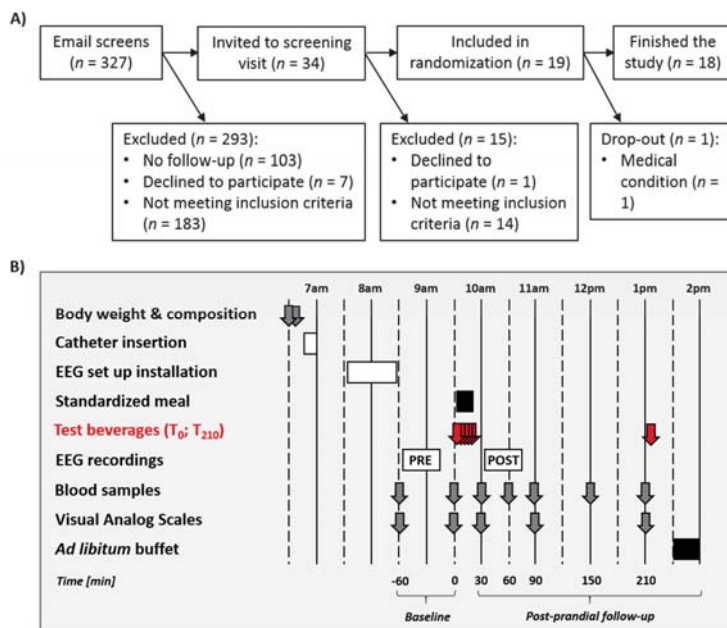 A)
Email screens
(n = 327)
Invited to screening
visit (n = 34)
Included in
randomization (n = 19)
Finished the
study (n = 18)
Excluded (n = 293):
• No follow-up (n = 103)
• Declined to participate (n = 7)
• Not meeting inclusion criteria
(n = 183)
Excluded (n = 15):
• Declined to
participate (n = 1)
• Not meeting inclusion
criteria (n = 14)
Drop-out (n = 1):
• Medical
condition (n =
1)
B)
7am 8am 9am 10am 11am 12pm 1pm 2pm
Body weight & composition
Catheter insertion
EEG set up installation
Standardized meal
Test beverages (T0; T210)
EEG recordings PRE POST
Blood samples
Visual Analog Scales
Ad libitum buffet
Time [min] -60 0 30 60 90 150 210
Baseline Post-prandial follow-up